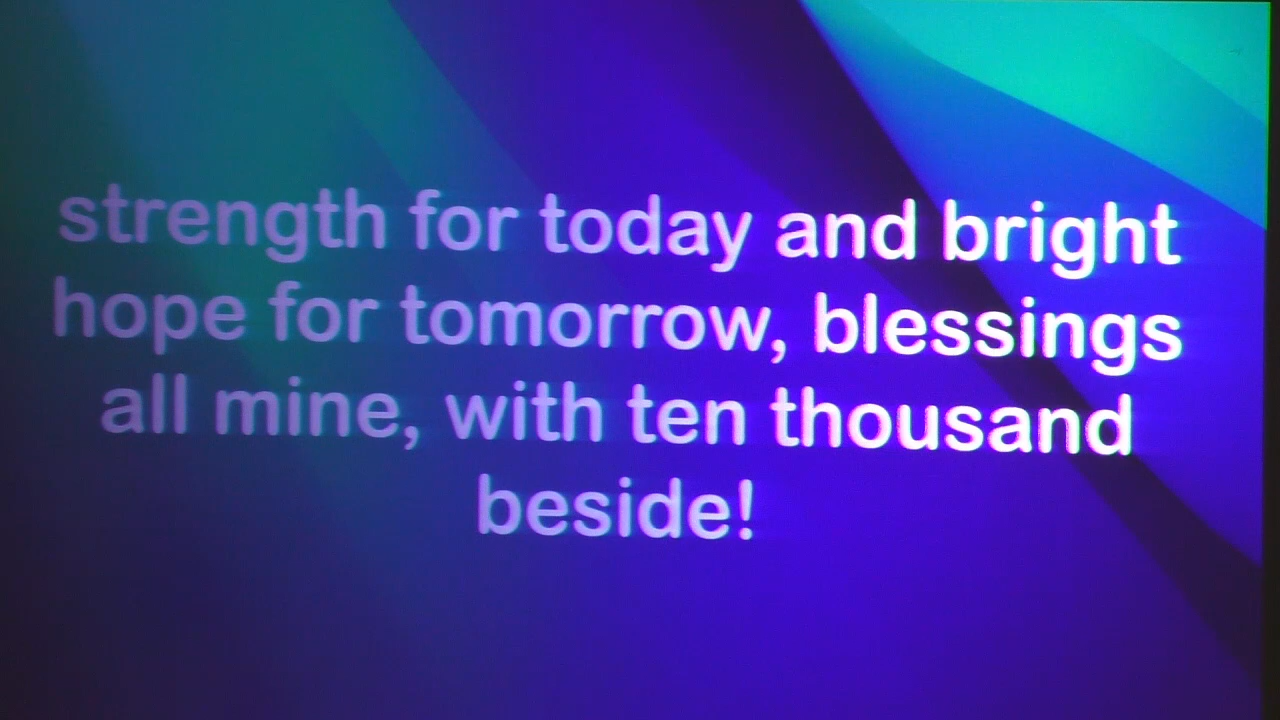 strength for today and bright
hope for tomorrow, blessings
all mine, with ten thousand
beside!